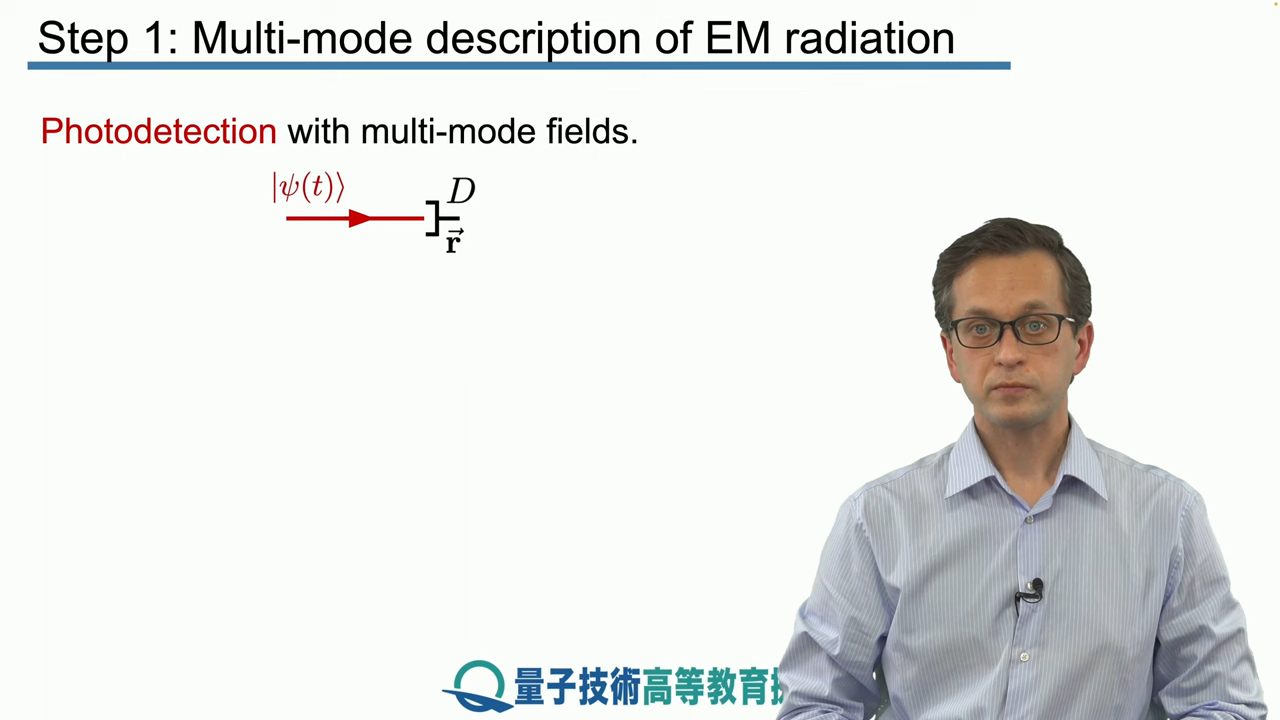 Step 1: Multi-mode description of EM radiation
Photodetection with multi-mode fields.
|ψ(t)⟩
D
r⃗
量子技術高等教育